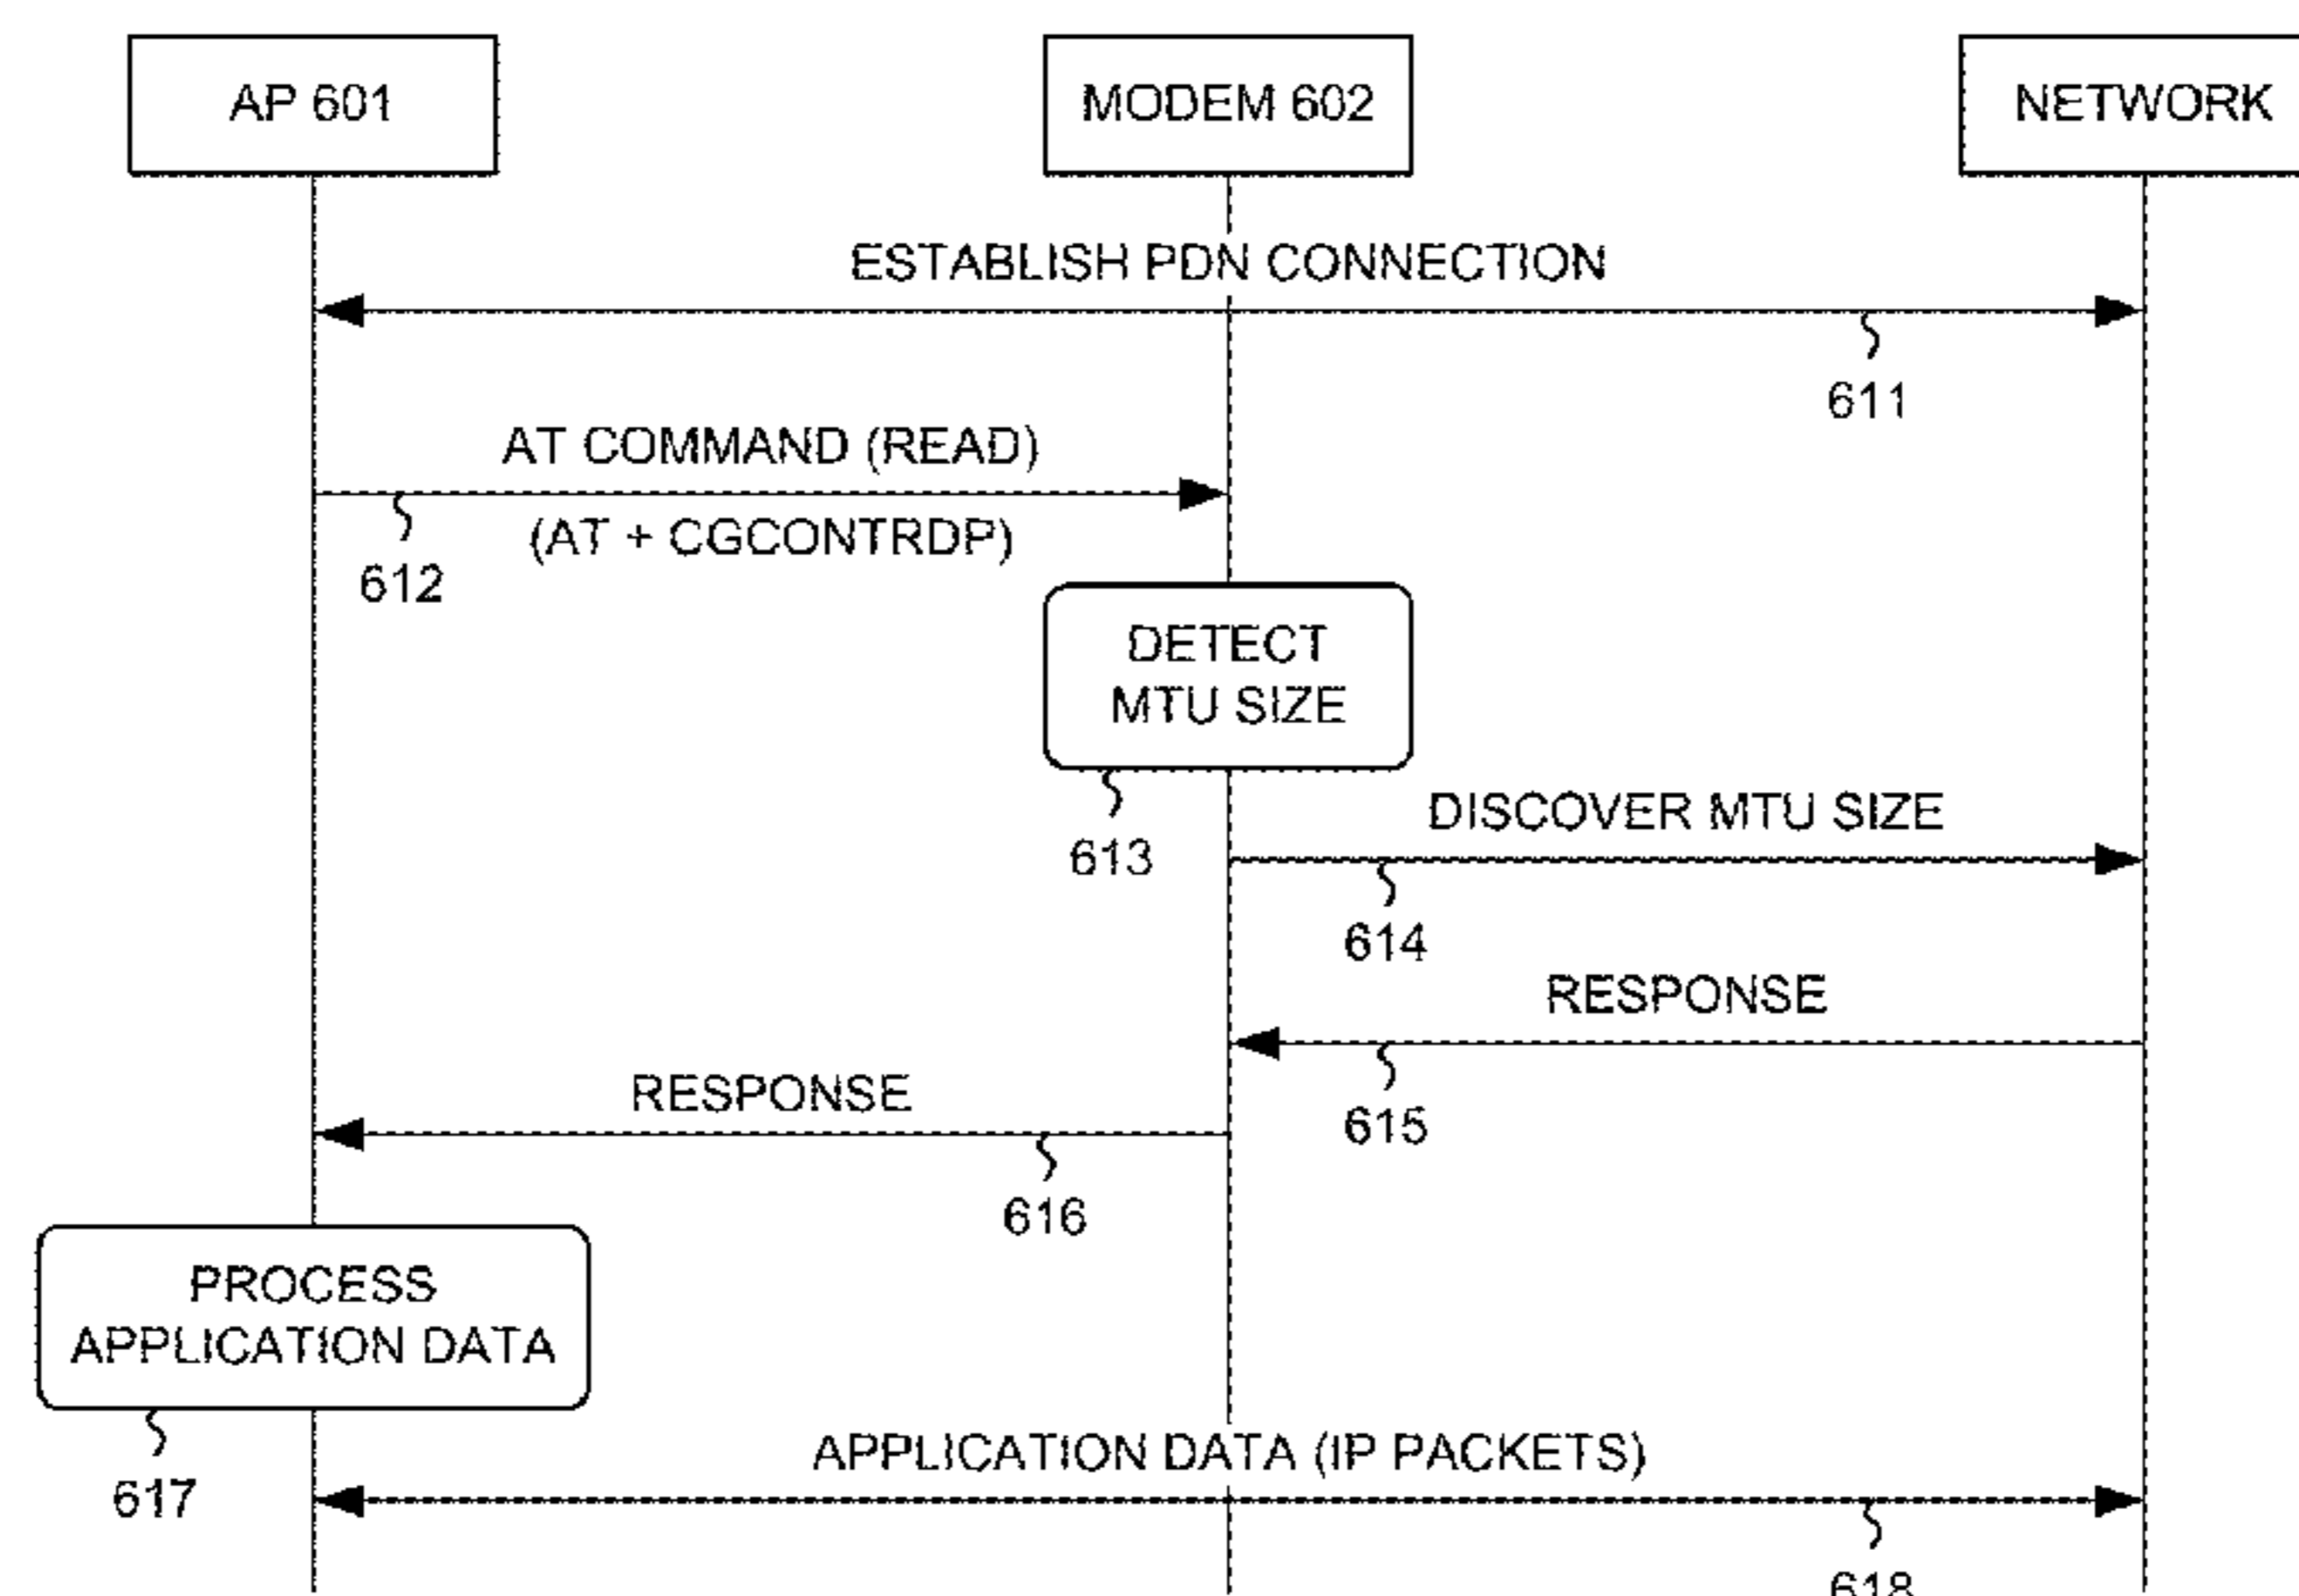 AP 601
MODEM 602
NETWORK
ESTABLISH PDN CONNECTION
611
AT COMMAND (READ)
(AT + CGCONTRDP)
612
DETECT
MTU SIZE
613
DISCOVER MTU SIZE
614
RESPONSE
615
RESPONSE
616
PROCESS
APPLICATION DATA
617
APPLICATION DATA (IP PACKETS)
618